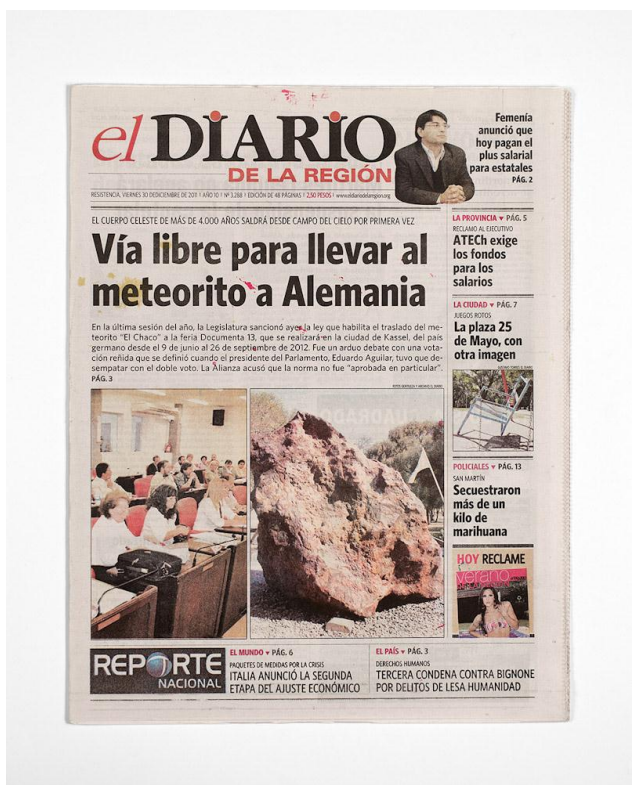 el DIARIO
DE LA REGIÓN
Femenía
anunció que
hoy pagan el
plus salarial
para estatales
PÁG. 2
RESISTENCIA, VIERNES 30 DEDICIEMBRE DE 2011 | AÑO 10 | Nº 3.288 | EDICIÓN DE 48 PÁGINAS | 2,50 PESOS | www.eldiariodelaregion.org
EL CUERPO CELESTE DE MÁS DE 4.000 AÑOS SALDRÁ DESDE CAMPO DEL CIELO POR PRIMERA VEZ
Vía libre para llevar al
meteorito a Alemania
En la última sesión del año, la Legislatura sancionó ayer la ley que habilita el traslado del me-
teorito "El Chaco" a la feria Documenta 13, que se realizará en la ciudad de Kassel, del país
germano desde el 9 de junio al 26 de septiembre de 2012. Fue un arduo debate con una vota-
ción reñida que se definió cuando el presidente del Parlamento, Eduardo Aguilar, tuvo que de-
sempatar con el doble voto. La Alianza acusó que la norma no fue "aprobada en particular".
PÁG. 3
LA PROVINCIA ▾ PÁG. 5
RECLAMO AL EJECUTIVO
ATECh exige
los fondos
para los
salarios
LA CIUDAD ▾ PÁG. 7
JUEGOS ROTOS
La plaza 25
de Mayo, con
otra imagen
POLICIALES ▾ PÁG. 13
SAN MARTÍN
Secuestraron
más de un
kilo de
marihuana
HOY RECLAME
verano
REPORTE
NACIONAL
EL MUNDO ▾ PÁG. 6
PAQUETES DE MEDIDAS POR LA CRISIS
ITALIA ANUNCIÓ LA SEGUNDA
ETAPA DEL AJUSTE ECONÓMICO
EL PAÍS ▾ PÁG. 3
DERECHOS HUMANOS
TERCERA CONDENA CONTRA BIGNONE
POR DELITOS DE LESA HUMANIDAD